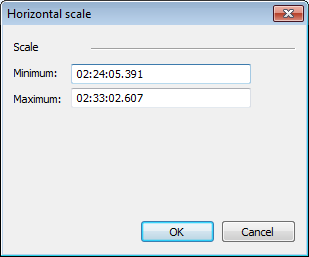 Horizontal scale
Scale
Minimum: 02:24:05.391
Maximum: 02:33:02.607
OK Cancel